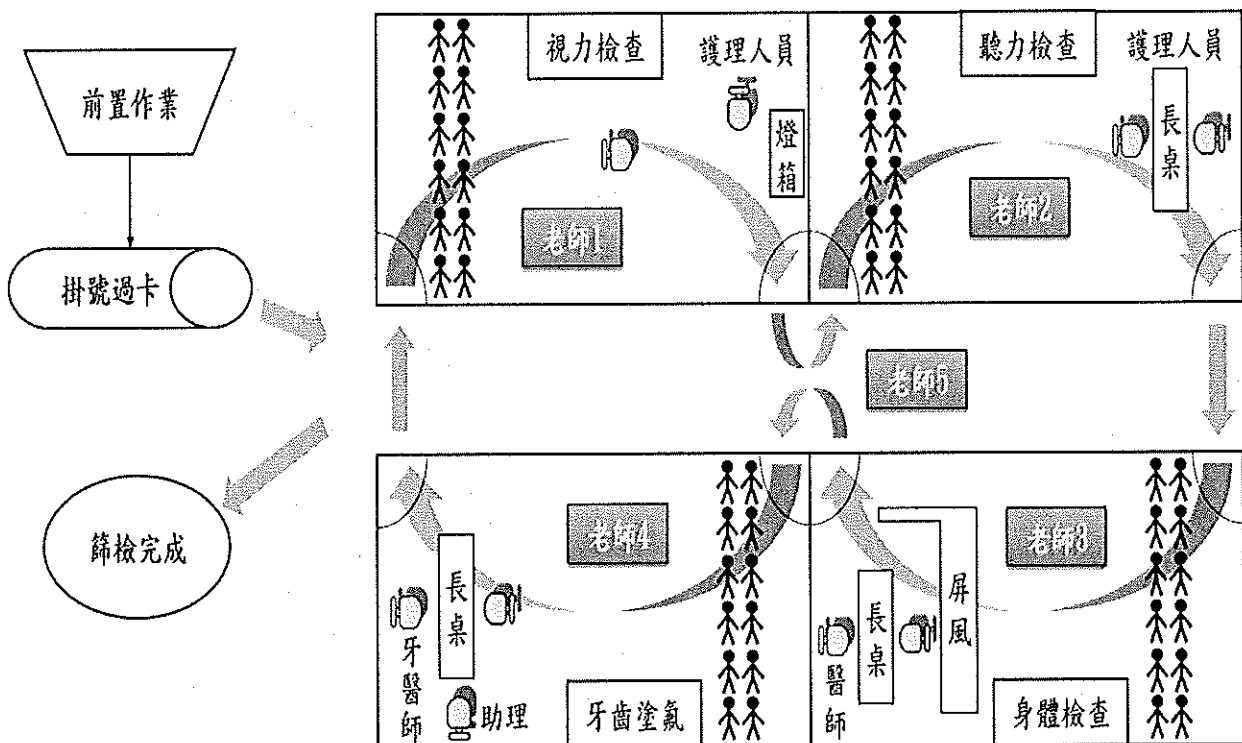 前置作業
掛號過卡
篩檢完成
視力檢查
護理人員
燈箱
老師1
聽力檢查
護理人員
長桌
老師2
老師5
老師4
長桌
牙醫師
助理
牙齒塗氟
老師3
屏風
長桌
醫師
身體檢查